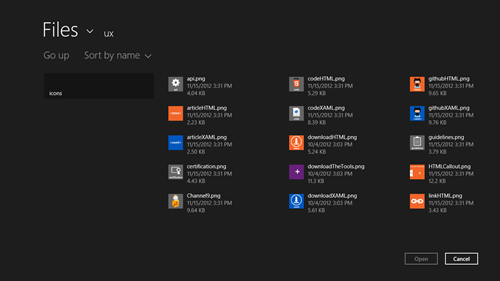 Files ux
Go up Sort by name
icons
api.png
11/15/2012 3:31 PM
4.04 KB
articleHTML.png
11/15/2012 3:31 PM
2.23 KB
articleXAML.png
11/15/2012 3:31 PM
2.50 KB
certification.png
11/15/2012 3:31 PM
4.43 KB
Channel9.png
11/15/2012 3:31 PM
9.64 KB
codeHTML.png
11/15/2012 3:31 PM
5.29 KB
codeXAML.png
11/15/2012 3:31 PM
8.39 KB
downloadHTML.png
10/4/2012 3:03 PM
5.24 KB
downloadTheTools.png
10/4/2012 3:03 PM
11.3 KB
downloadXAML.png
10/4/2012 3:03 PM
5.61 KB
githubHTML.png
11/15/2012 3:31 PM
9.65 KB
githubXAML.png
11/15/2012 3:31 PM
9.76 KB
guidelines.png
11/15/2012 3:31 PM
3.79 KB
HTMLCallout.png
11/15/2012 3:31 PM
12.2 KB
linkHTML.png
11/15/2012 3:31 PM
3.43 KB
Open Cancel